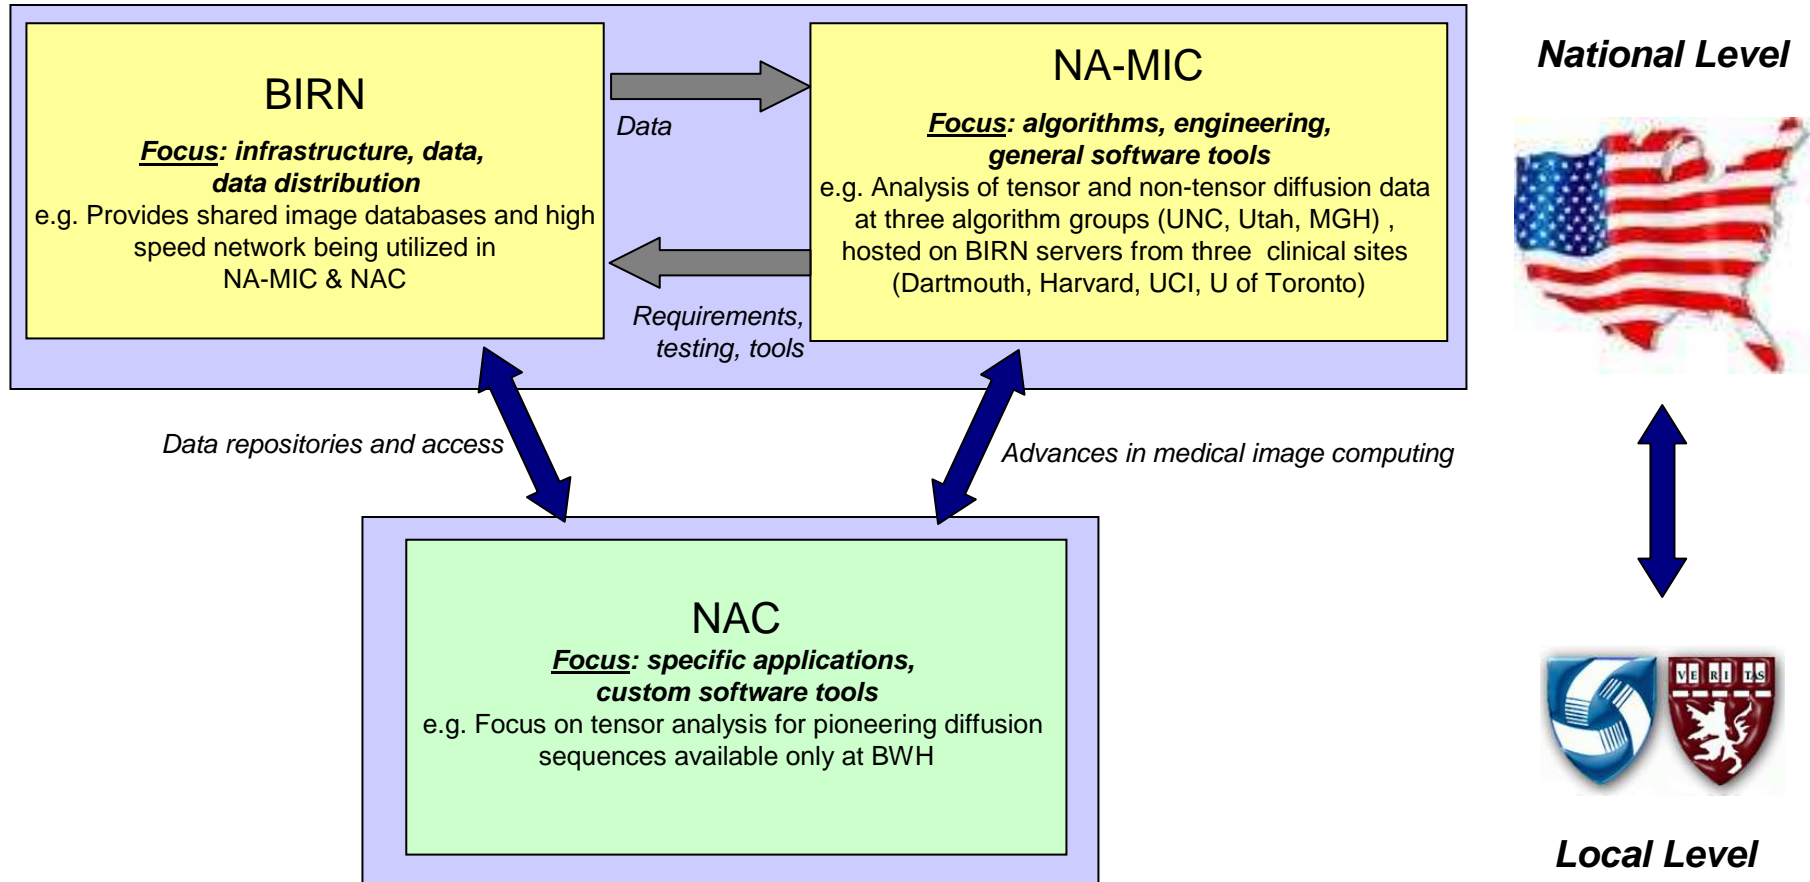 BIRN
Focus: infrastructure, data,
data distribution
e.g. Provides shared image databases and high
speed network being utilized in
NA-MIC & NAC
Data
Requirements,
testing, tools
NA-MIC
Focus: algorithms, engineering,
general software tools
e.g. Analysis of tensor and non-tensor diffusion data
at three algorithm groups (UNC, Utah, MGH) ,
hosted on BIRN servers from three clinical sites
(Dartmouth, Harvard, UCI, U of Toronto)
National Level
Data repositories and access
Advances in medical image computing
NAC
Focus: specific applications,
custom software tools
e.g. Focus on tensor analysis for pioneering diffusion
sequences available only at BWH
VE RI TAS
Local Level